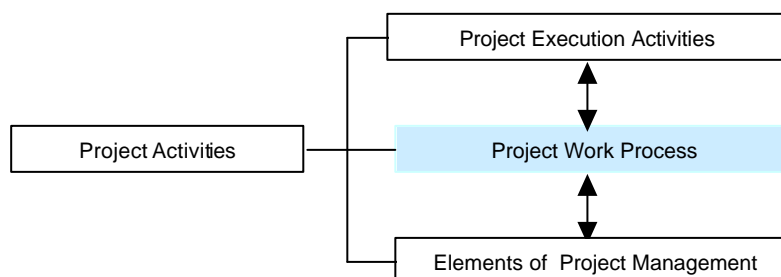 Project Execution Activities
Project Activities
Project Work Process
Elements of Project Management